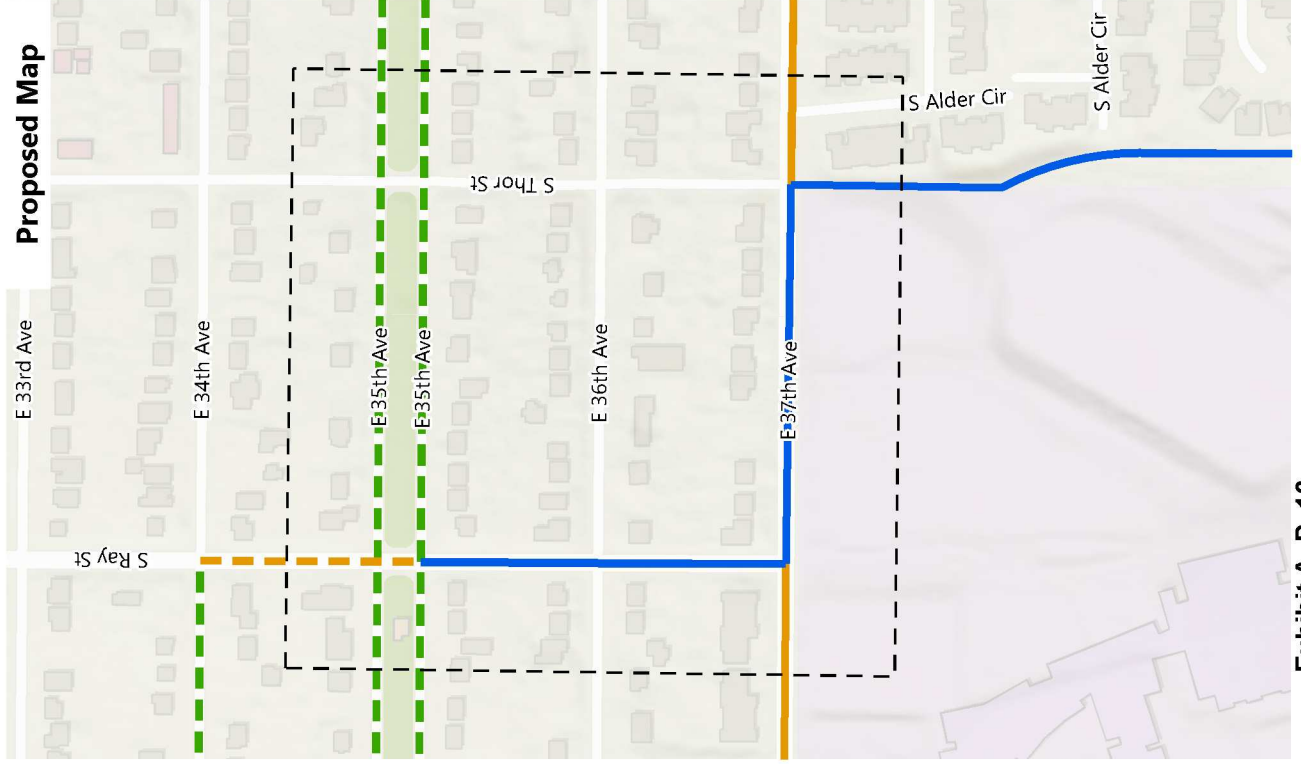 Proposed Map
S Alder Cir
S Alder Cir
S Thor St
E 33rd Ave
E 34th Ave
E 35th Ave
E 35th Ave
E 36th Ave
E 37th Ave
S Ray St